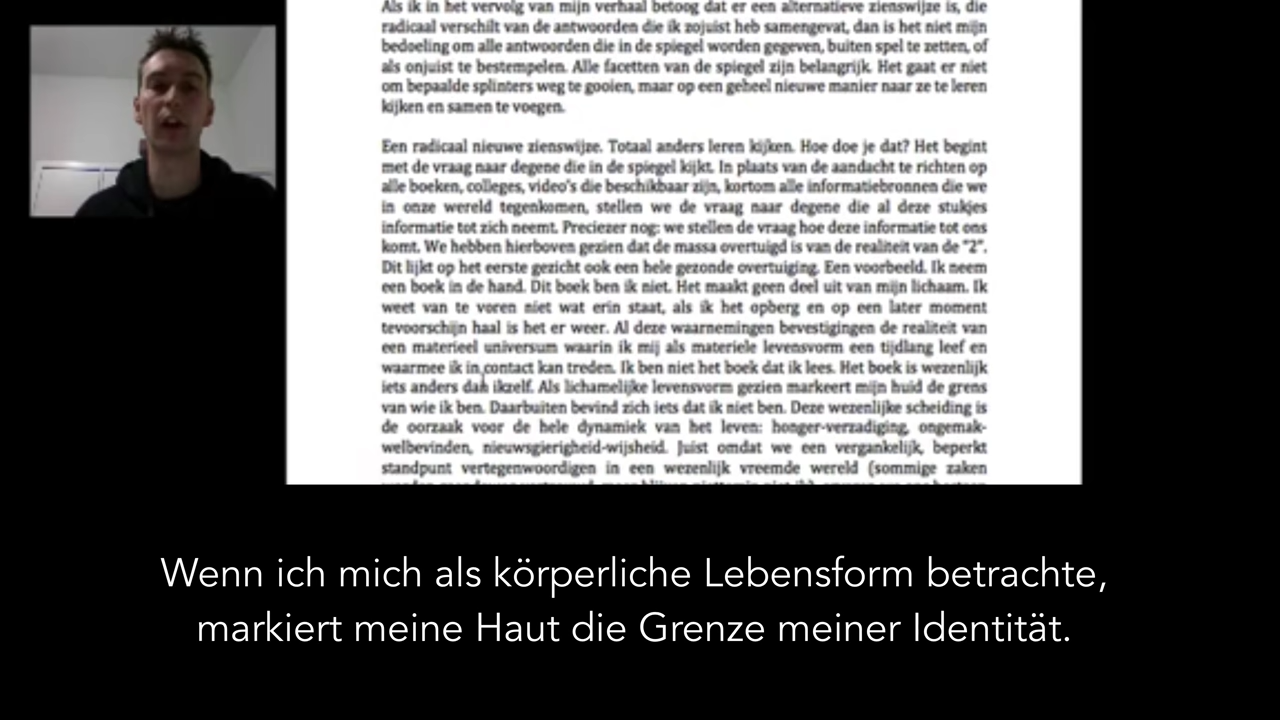 Als ik in het vervolg van mijn verhaal betoog dat er een alternatieve zienswijze is, die
radicaal verschilt van de antwoorden die ik zojuist heb samengevat, dan is het niet mijn
bedoeling om alle antwoorden die in de spiegel worden gegeven, buiten spel te zetten, of
als onjuist te bestempelen. Alle facetten van de spiegel zijn belangrijk. Het gaat er niet
om bepaalde splinters weg te gooien, maar op een geheel nieuwe manier naar ze te leren
kijken en samen te voegen.
Een radicaal nieuwe zienswijze. Totaal anders leren kijken. Hoe doe je dat? Het begint
met de vraag naar degene die in de spiegel kijkt. In plaats van de aandacht te richten op
alle boeken, colleges, video's die beschikbaar zijn, kortom alle informatiebronnen die we
in onze wereld tegenkomen, stellen we de vraag naar degene die al deze stukjes
informatie tot zich neemt. Preciezer nog: we stellen de vraag hoe deze informatie tot ons
komt. We hebben hierboven gezien dat de massa overtuigd is van de realiteit van de "2".
Dit lijkt op het eerste gezicht ook een hele gezonde overtuiging. Een voorbeeld. Ik neem
een boek in de hand. Dit boek ben ik niet. Het maakt geen deel uit van mijn lichaam. Ik
weet van te voren niet wat erin staat, als ik het opberg en op een later moment
tevoorschijn haal is het er weer. Al deze waarnemingen bevestigingen de realiteit van
een materieel universum waarin ik mij als materiele levensvorm een tijdlang leef en
waarmee ik in contact kan treden. Ik ben niet het boek dat ik lees. Het boek is wezenlijk
iets anders dan ikzelf. Als lichamelijke levensvorm gezien markeert mijn huid de grens
van wie ik ben. Daarbuiten bevind zich iets dat ik niet ben. Deze wezenlijke scheiding is
de oorzaak voor de hele dynamiek van het leven: honger-verzadiging, ongemak-
welbevinden, nieuwsgierigheid-wijsheid. Juist omdat we een vergankelijk, beperkt
standpunt vertegenwoordigen in een wezenlijk vreemde wereld (sommige zaken
Wenn ich mich als körperliche Lebensform betrachte,
markiert meine Haut die Grenze meiner Identität.